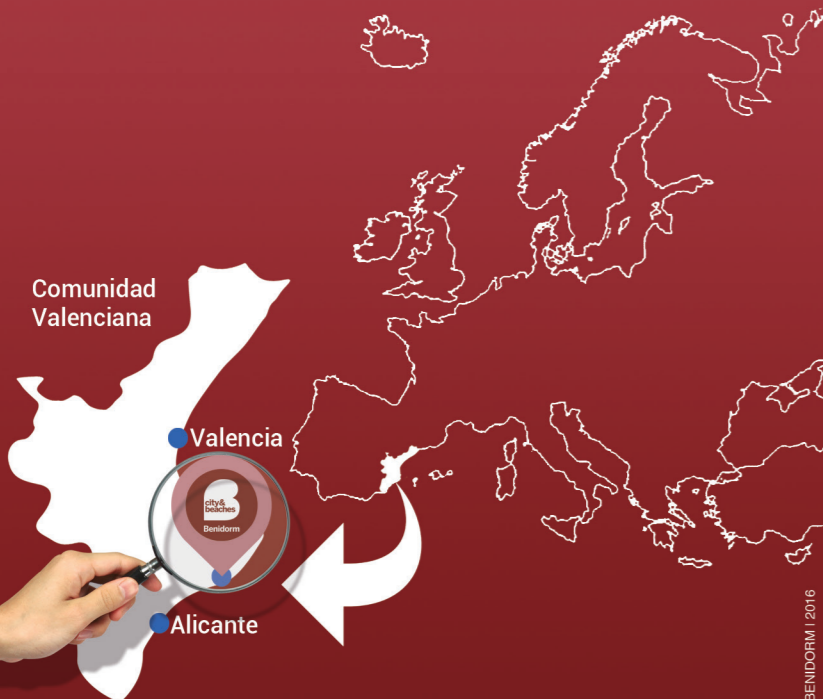 Comunidad
Valenciana
Valencia
city&
beaches
Benidorm
Alicante
BENIDORM | 2016